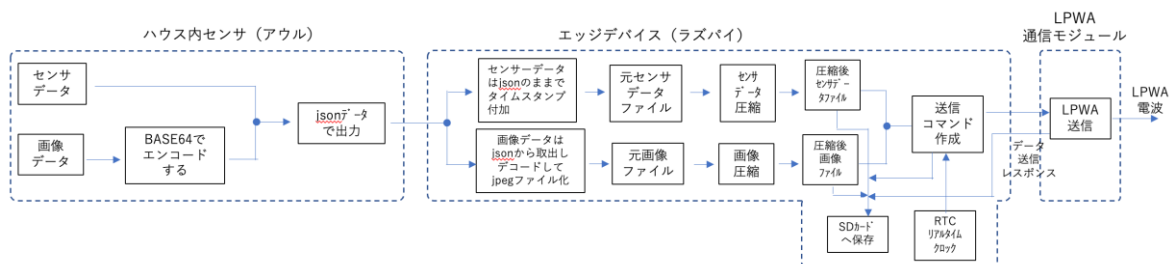 ハウス内センサ（アウル）
センサ
データ
画像
データ
BASE64で
エンコード
する
jsonﾃﾞｰﾀ
で出力
エッジデバイス（ラズパイ）
センサーデータ
はjsonのままで
タイムスタンプ
付加
元センサ
データ
ファイル
ｾﾝｻ
データ
圧縮
圧縮後
ｾﾝｻﾃﾞｰ
ﾀﾌｧｲﾙ
画像データは
jsonから取出し
デコードして
jpegファイル化
元画像
ファイル
画像
圧縮
圧縮後
画像
ﾌｧｲﾙ
送信
コマンド
作成
SDｶｰﾄﾞ
へ保存
RTC
ﾘｱﾙﾀｲﾑ
ｸﾛｯｸ
データ
送信
レスポンス
LPWA
通信モジュール
LPWA
送信
LPWA
電波